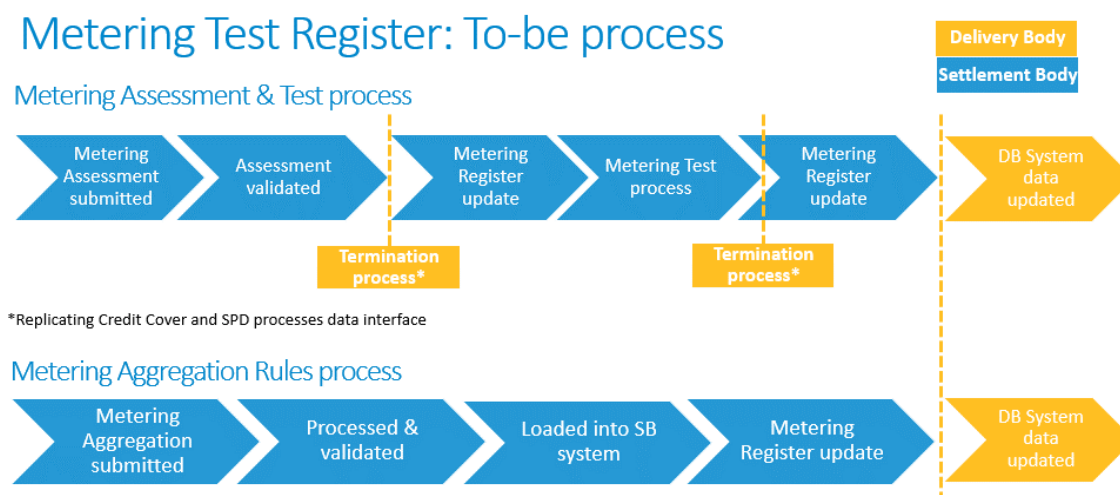 Metering Test Register: To-be process
Delivery Body
Settlement Body
Metering Assessment & Test process
Metering
Assessment
submitted
Assessment
validated
Metering
Register
update
Metering Test
process
Metering
Register
update
DB System
data
updated
Termination
process*
Termination
process*
*Replicating Credit Cover and SPD processes data interface
Metering Aggregation Rules process
Metering
Aggregation
submitted
Processed &
validated
Loaded into SB
system
Metering
Register update
DB System
data
updated